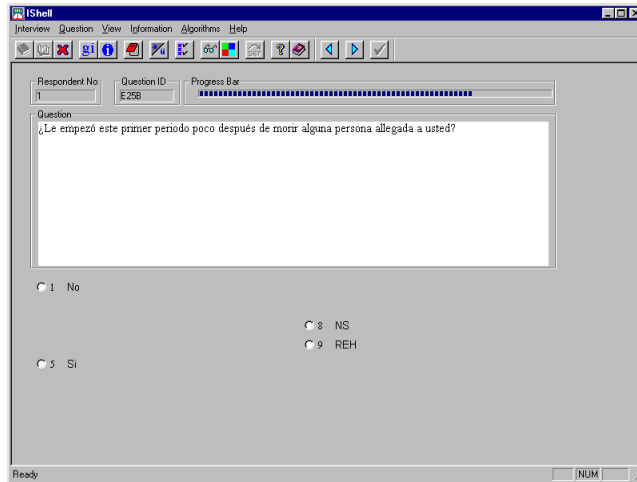 IShell
Interview Question View Information Algorithms Help
gi
Respondent No Question ID Progress Bar
1 E25B
Question
¿Le empezó este primer periodo poco después de morir alguna persona allegada a usted?
1 No
8 NS
9 REH
5 Si
Ready NUM